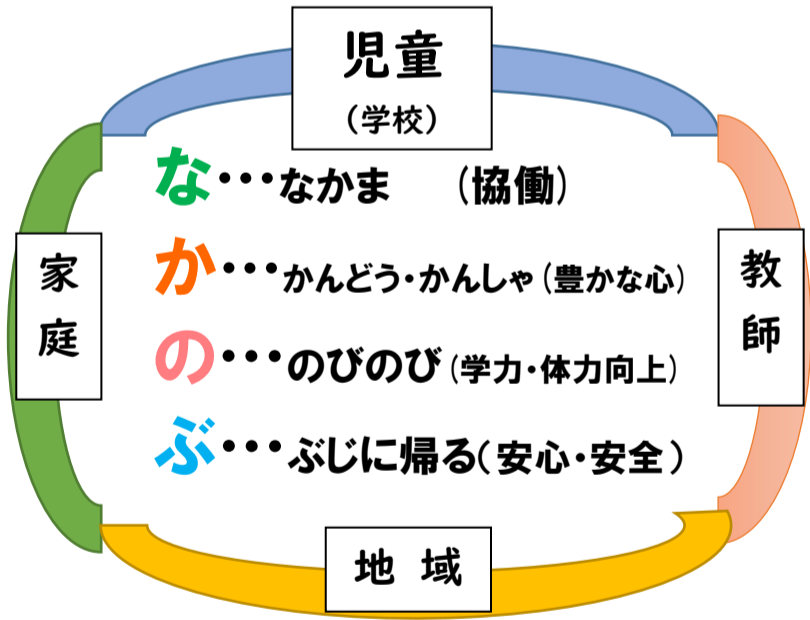 児童
(学校)
な・・・なかま (協働)
か・・・かんどう・かんしゃ(豊かな心)
の・・・のびのび(学力・体力向上)
ぶ・・・ぶじに帰る(安心・安全)
家庭
教師
地域